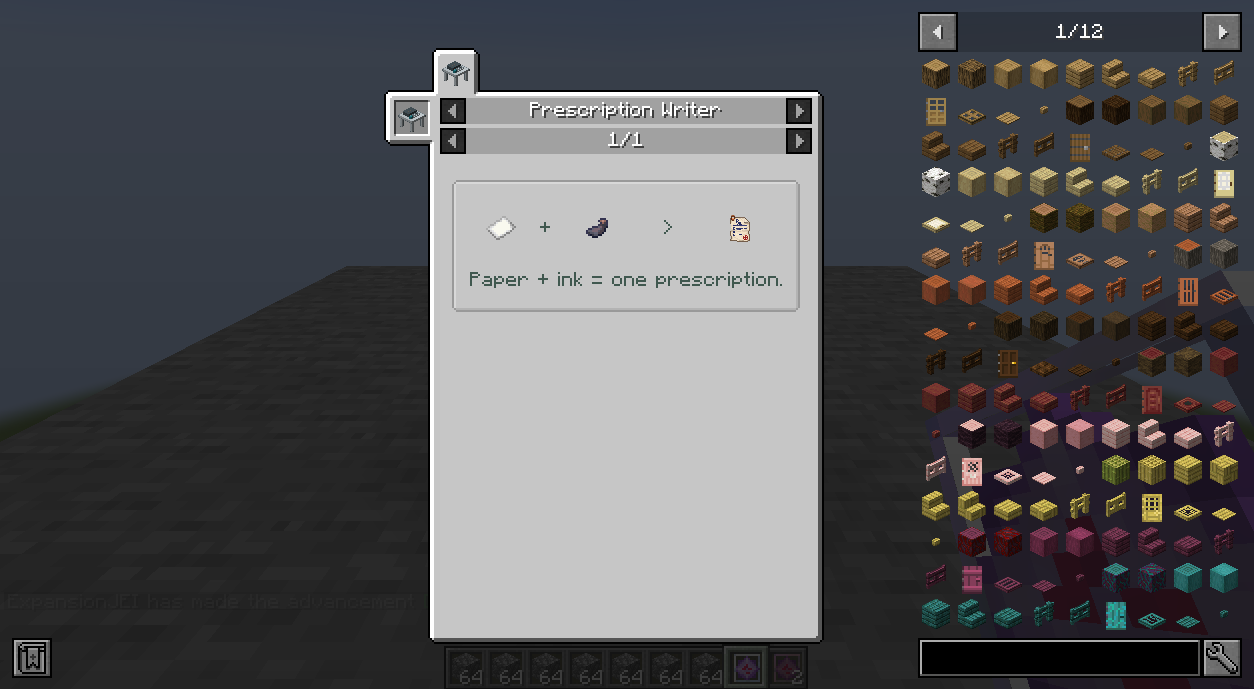 1/12
Prescription Writer
1/1
+ >
Paper + ink = one prescription.
ExpansionJEI has made the advancement
64 64 64 64 64 64 64 2